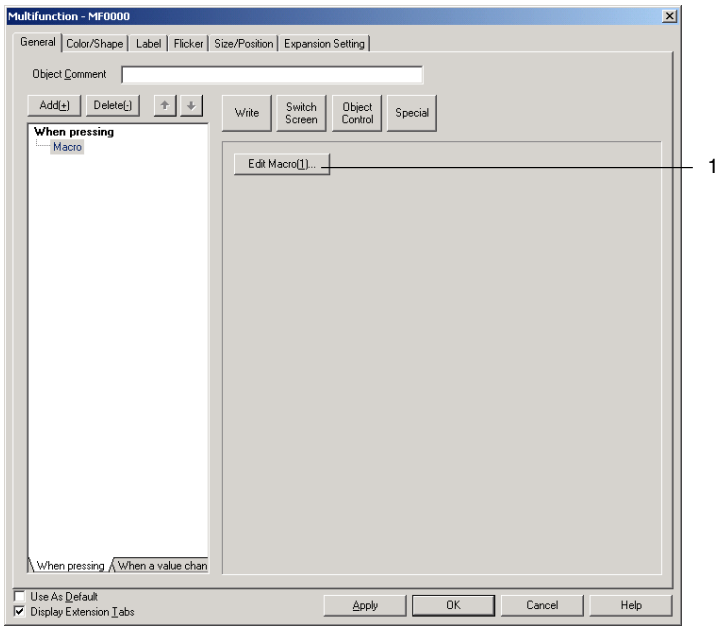 Multifunction - MF0000
General Color/Shape Label Flicker Size/Position Expansion Setting
Object Comment
Add(+) Delete(-)
Write Switch Screen Object Control Special
When pressing
Macro
Edit Macro(1)...
1
When pressing When a value chan
Use As Default
Display Extension Tabs
Apply OK Cancel Help